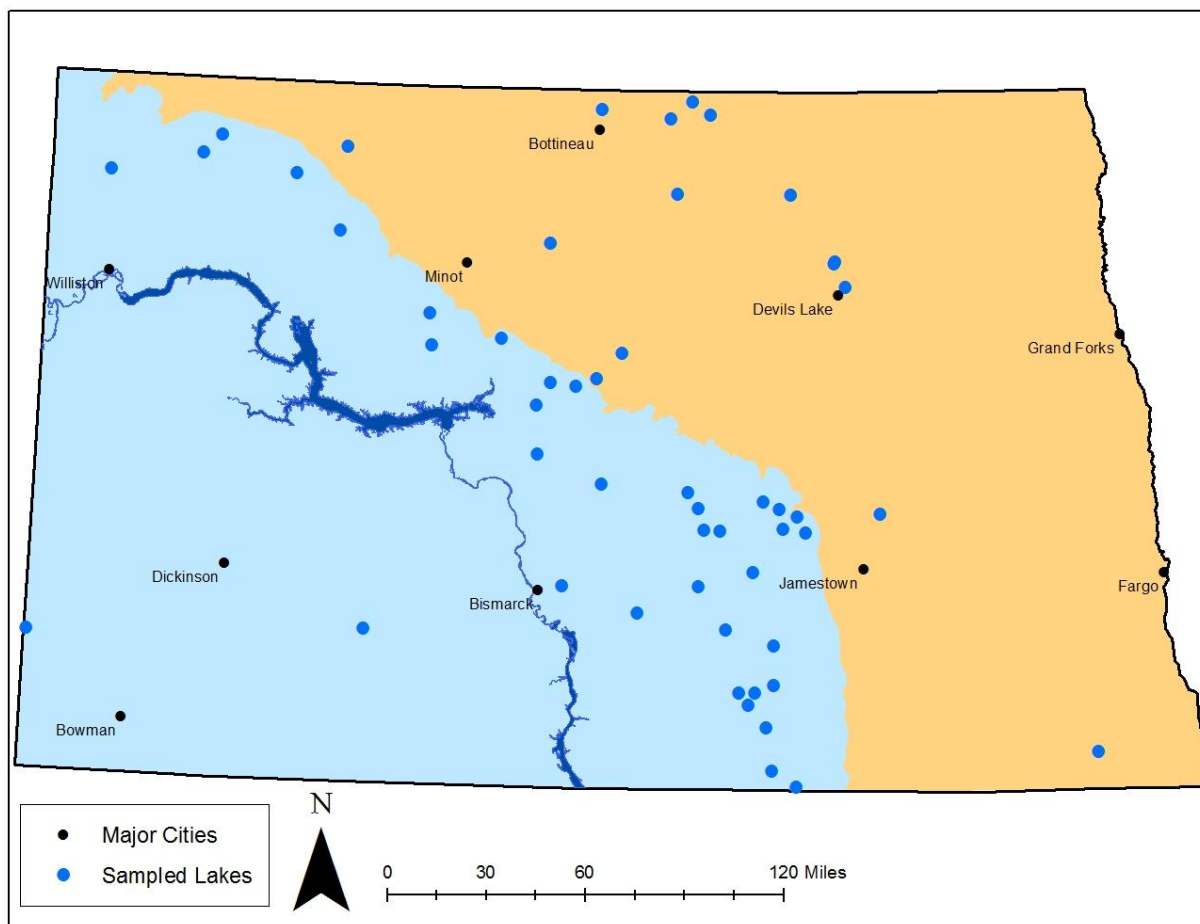 Bottineau
Williston
Minot
Devils Lake
Grand Forks
Dickinson
Bismarck
Jamestown
Fargo
Bowman
Major Cities
Sampled Lakes
N
0 30 60 120 Miles